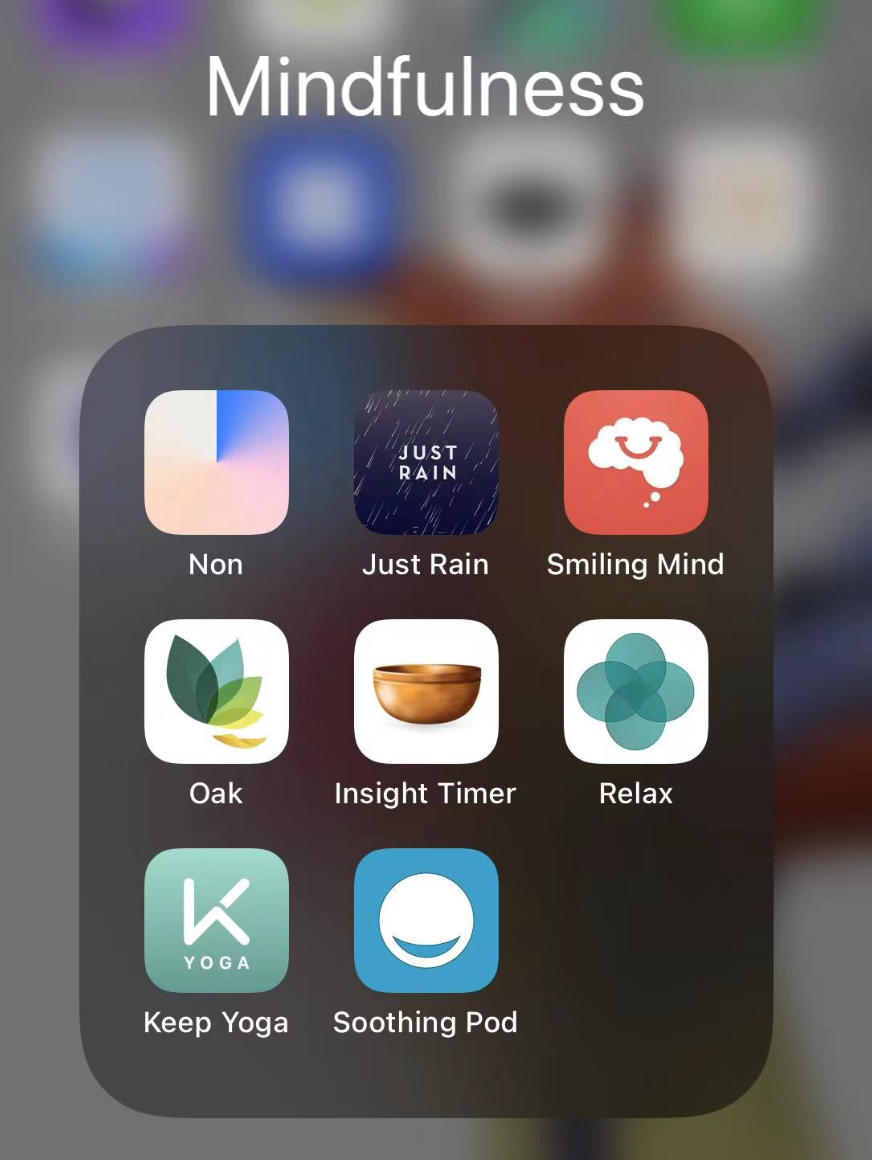 Mindfulness
JUST
RAIN
Non
Just Rain
Smiling Mind
Oak
Insight Timer
Relax
K
YOGA
Keep Yoga
Soothing Pod